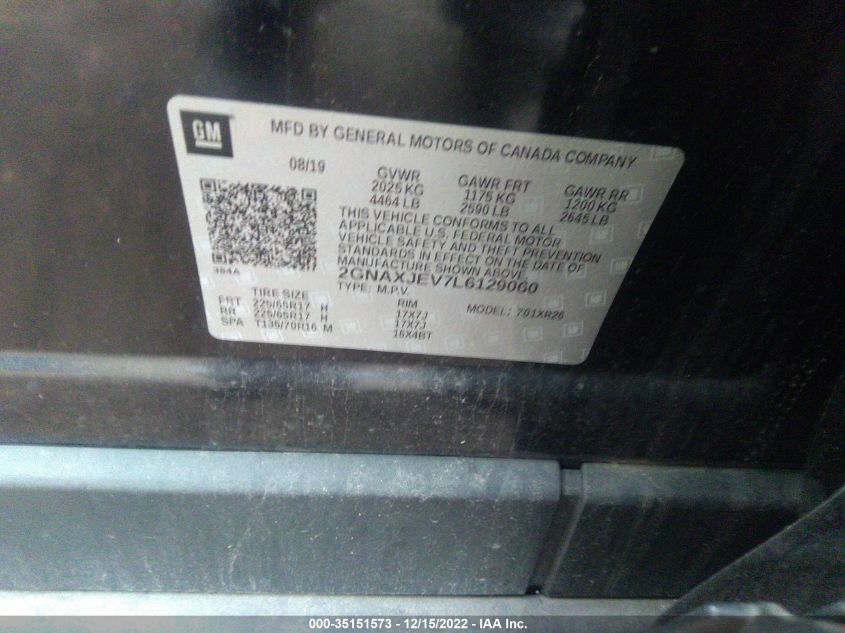 GM
MFD BY GENERAL MOTORS OF CANADA COMPANY
08/19
GVWR GAWR FRT GAWR RR
2025 KG 1175 KG 1200 KG
4464 LB 2590 LB 2645 LB
THIS VEHICLE CONFORMS TO ALL
APPLICABLE U.S. FEDERAL MOTOR
VEHICLE SAFETY AND THEFT PREVENTION
STANDARDS IN EFFECT ON THE DATE OF
MANUFACTURE SHOWN ABOVE.
384A
2GNAXJEV7L6129060
TYPE: M.P.V.
MODEL: 701XR26
TIRE SIZE RIM
FRT 225/65R17 H 17X7J
RR 225/65R17 H 17X7J
SPA T135/70R16 M 16X4BT
000-35151573 - 12/15/2022 - IAA Inc.